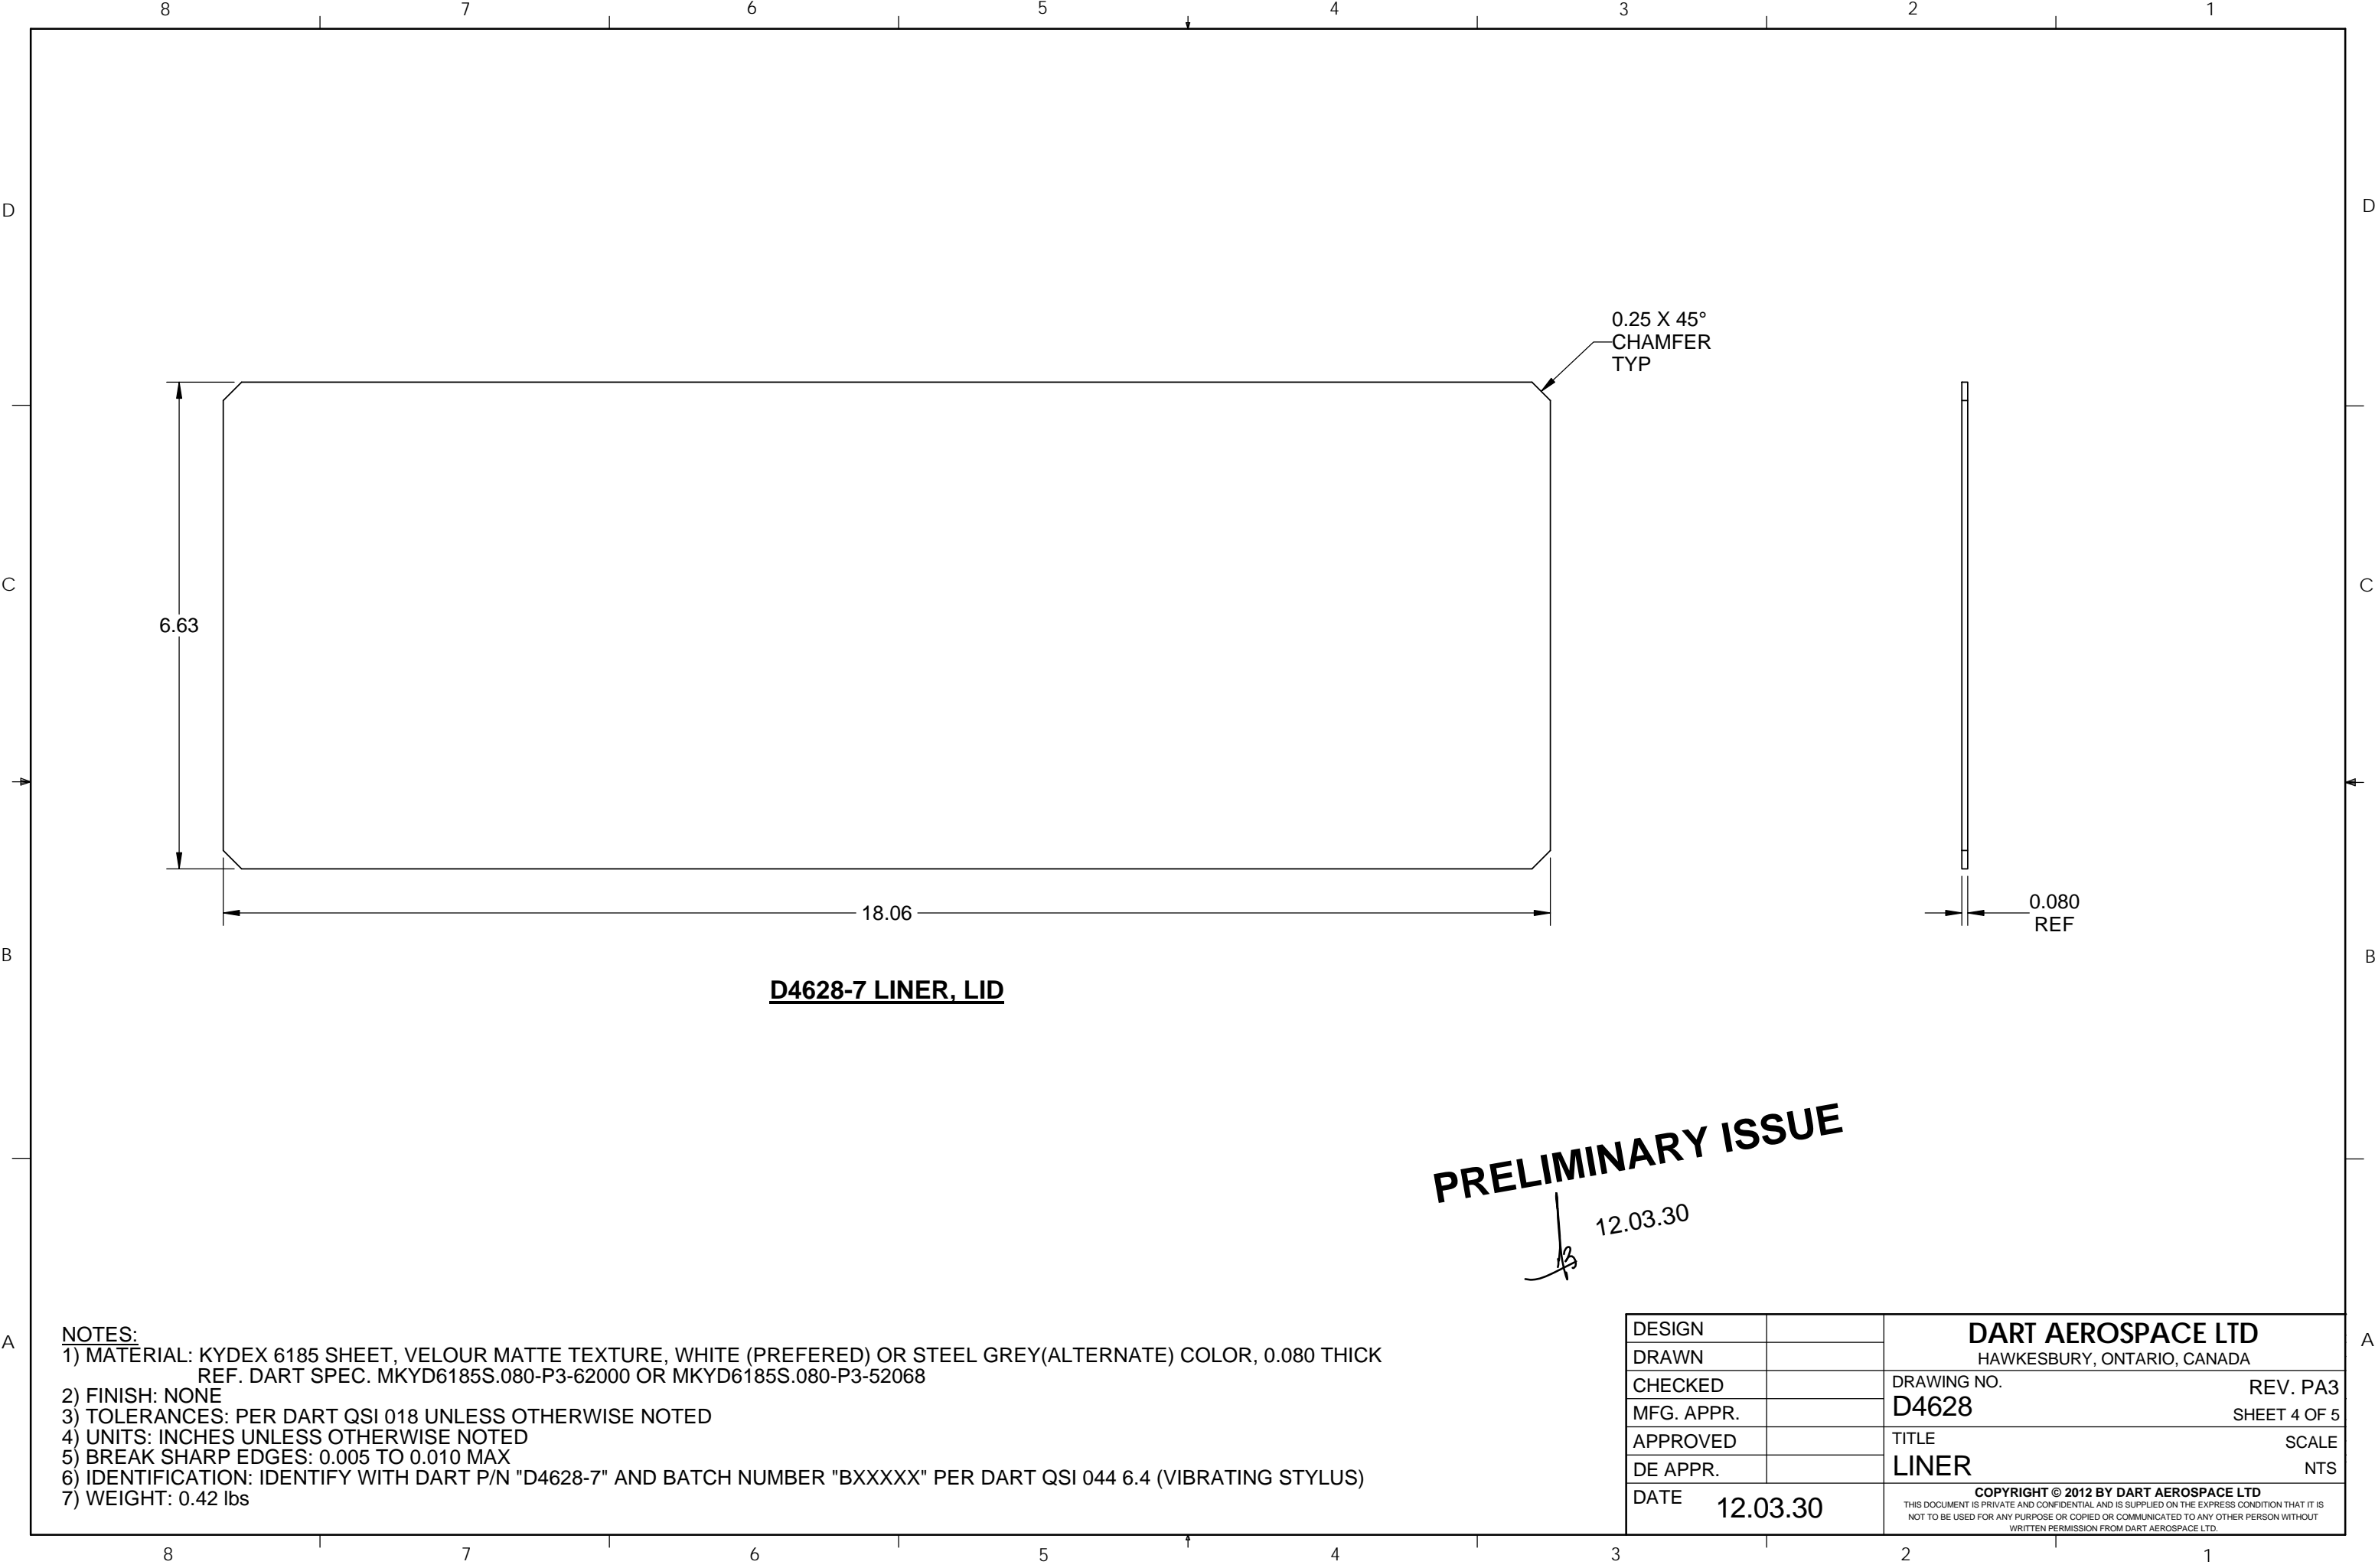 8 7 6 5 4 3 2 1
D D
0.25 X 45°
CHAMFER
TYP
C C
6.63
18.06
0.080
REF
B B
D4628-7 LINER, LID
PRELIMINARY ISSUE
12.03.30
A A
NOTES:
1) MATERIAL: KYDEX 6185 SHEET, VELOUR MATTE TEXTURE, WHITE (PREFERED) OR STEEL GREY(ALTERNATE) COLOR, 0.080 THICK
REF. DART SPEC. MKYD6185S.080-P3-62000 OR MKYD6185S.080-P3-52068
2) FINISH: NONE
3) TOLERANCES: PER DART QSI 018 UNLESS OTHERWISE NOTED
4) UNITS: INCHES UNLESS OTHERWISE NOTED
5) BREAK SHARP EDGES: 0.005 TO 0.010 MAX
6) IDENTIFICATION: IDENTIFY WITH DART P/N "D4628-7" AND BATCH NUMBER "BXXXXX" PER DART QSI 044 6.4 (VIBRATING STYLUS)
7) WEIGHT: 0.42 lbs
DESIGN
DRAWN
CHECKED
MFG. APPR.
APPROVED
DE APPR.
DATE 12.03.30
DART AEROSPACE LTD
HAWKESBURY, ONTARIO, CANADA
DRAWING NO. REV. PA3
D4628 SHEET 4 OF 5
TITLE SCALE
LINER NTS
COPYRIGHT © 2012 BY DART AEROSPACE LTD
THIS DOCUMENT IS PRIVATE AND CONFIDENTIAL AND IS SUPPLIED ON THE EXPRESS CONDITION THAT IT IS
NOT TO BE USED FOR ANY PURPOSE OR COPIED OR COMMUNICATED TO ANY OTHER PERSON WITHOUT
WRITTEN PERMISSION FROM DART AEROSPACE LTD.
8 7 6 5 4 3 2 1